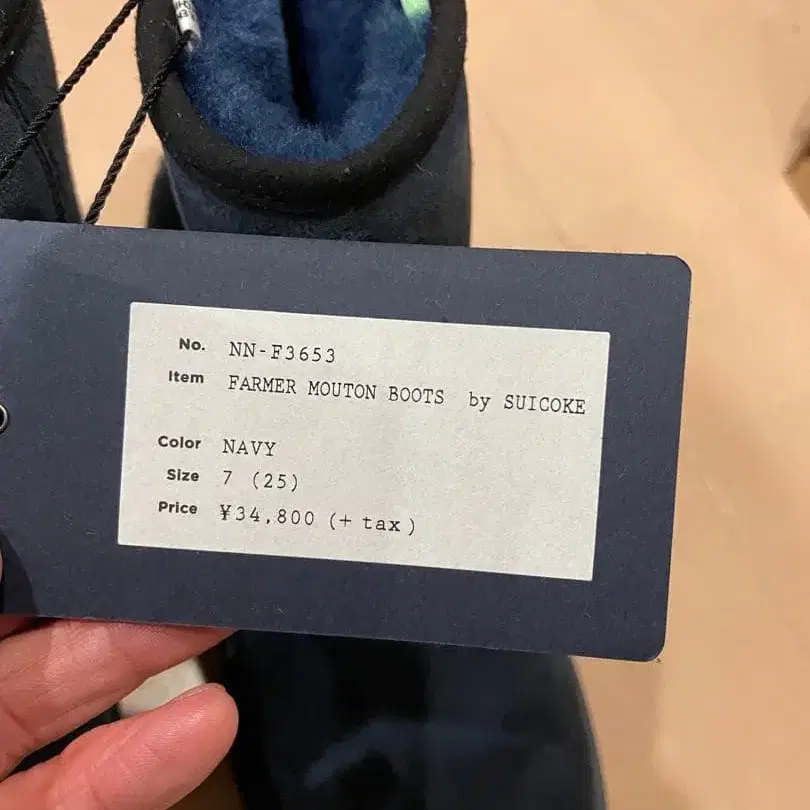 No. NN-F3653
Item FARMER MOUTON BOOTS by SUICOKE
Color NAVY
Size 7 (25)
Price ¥34,800 (+ tax)